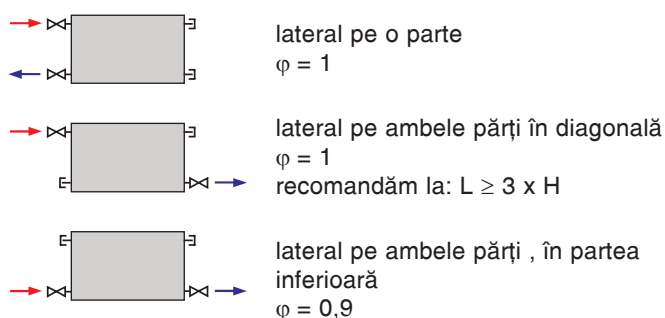 lateral pe o parte
φ = 1
lateral pe ambele părți în diagonală
φ = 1
recomandăm la: L ≥ 3 x H
lateral pe ambele părți , în partea
inferioară
φ = 0,9